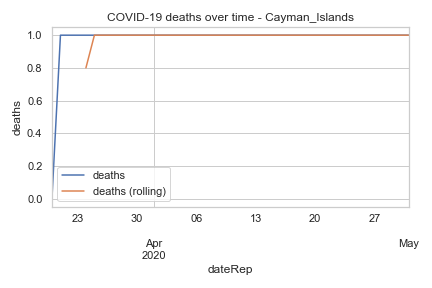 COVID-19 deaths over time - Cayman_Islands
1.0
0.8
0.6
0.4
0.2
0.0
deaths
deaths
deaths (rolling)
23 30 06 13 20 27
Apr May
2020
dateRep